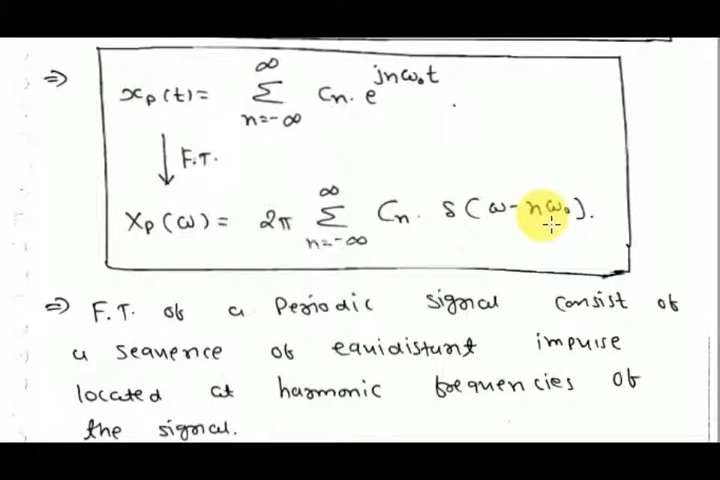 ⇒ xp(t) = ∞ Σ n=-∞ Cn. e^jnω₀t.
↓ F.T.
Xp(ω) = 2π ∞ Σ n=-∞ Cn. δ(ω-nω₀).
⇒ F.T. of a Periodic signal consist of
a sequence of equidistant impulse
located at harmonic frequencies of
the signal.